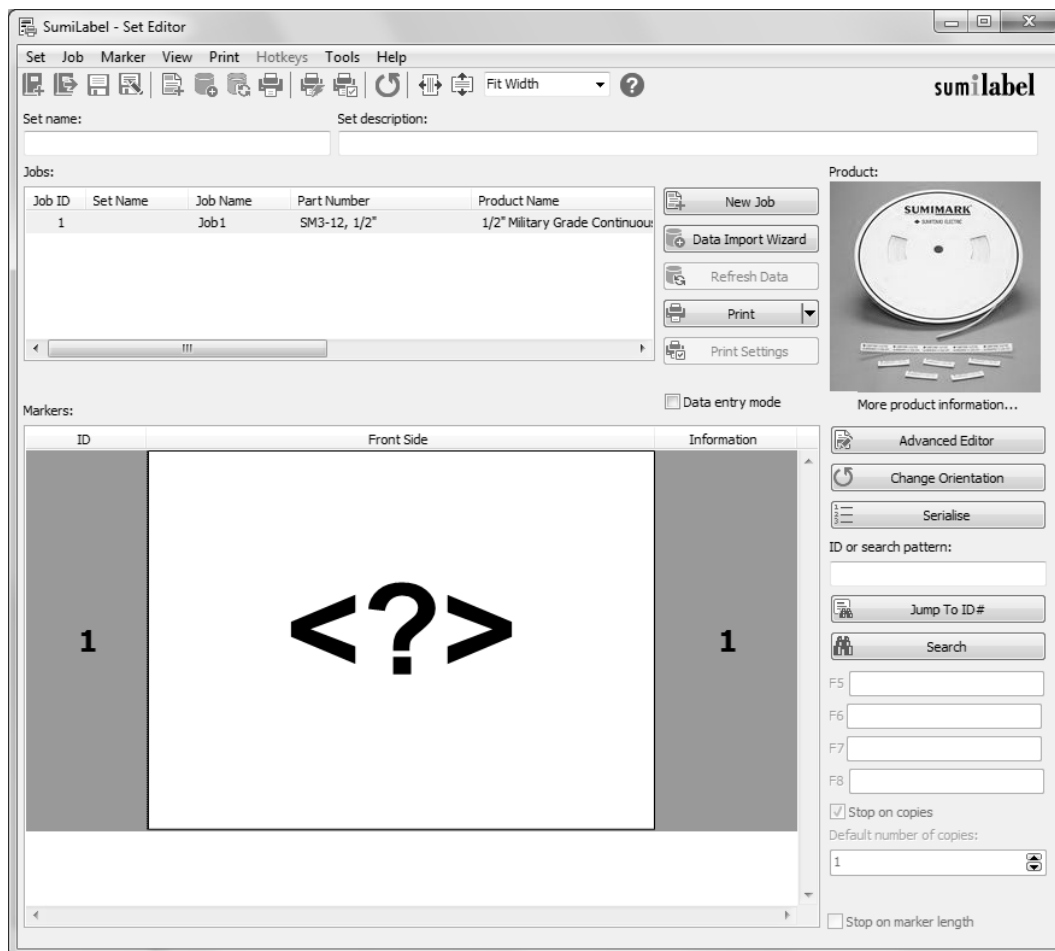 SumiLabel - Set Editor
Set Job Marker View Print Hotkeys Tools Help
Fit Width
sumilabel
Set name: Set description:
Jobs: Product:
Job ID Set Name Job Name Part Number Product Name
1 Job1 SM3-12, 1/2" 1/2" Military Grade Continuou
New Job
Data Import Wizard
Refresh Data
Print
Print Settings
SUMIMARK
SUMITOMO ELECTRIC
Data entry mode
More product information...
Markers:
ID Front Side Information
1 <?> 1
Advanced Editor
Change Orientation
Serialise
ID or search pattern:
Jump To ID#
Search
F5
F6
F7
F8
Stop on copies
Default number of copies:
1
Stop on marker length